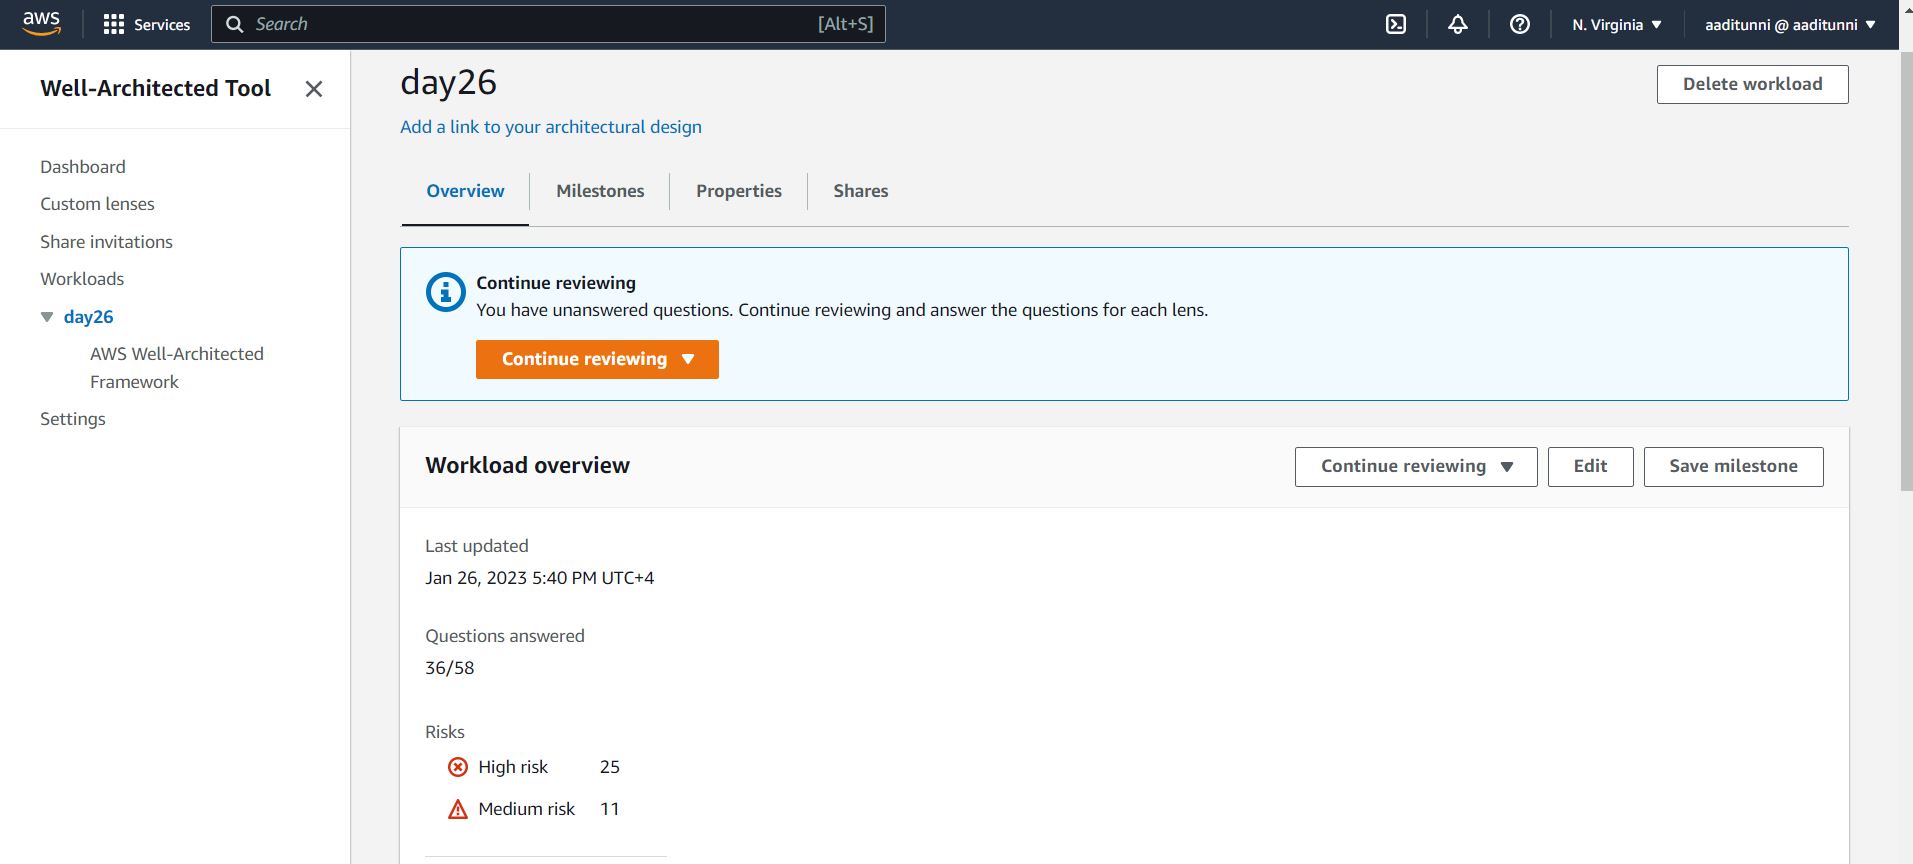 aws
Services
Search [Alt+S]
N. Virginia
aaditunni @ aaditunni
Well-Architected Tool
Dashboard
Custom lenses
Share invitations
Workloads
day26
AWS Well-Architected
Framework
Settings
day26
Delete workload
Add a link to your architectural design
Overview
Milestones
Properties
Shares
Continue reviewing
You have unanswered questions. Continue reviewing and answer the questions for each lens.
Continue reviewing
Workload overview
Continue reviewing
Edit
Save milestone
Last updated
Jan 26, 2023 5:40 PM UTC+4
Questions answered
36/58
Risks
High risk 25
Medium risk 11